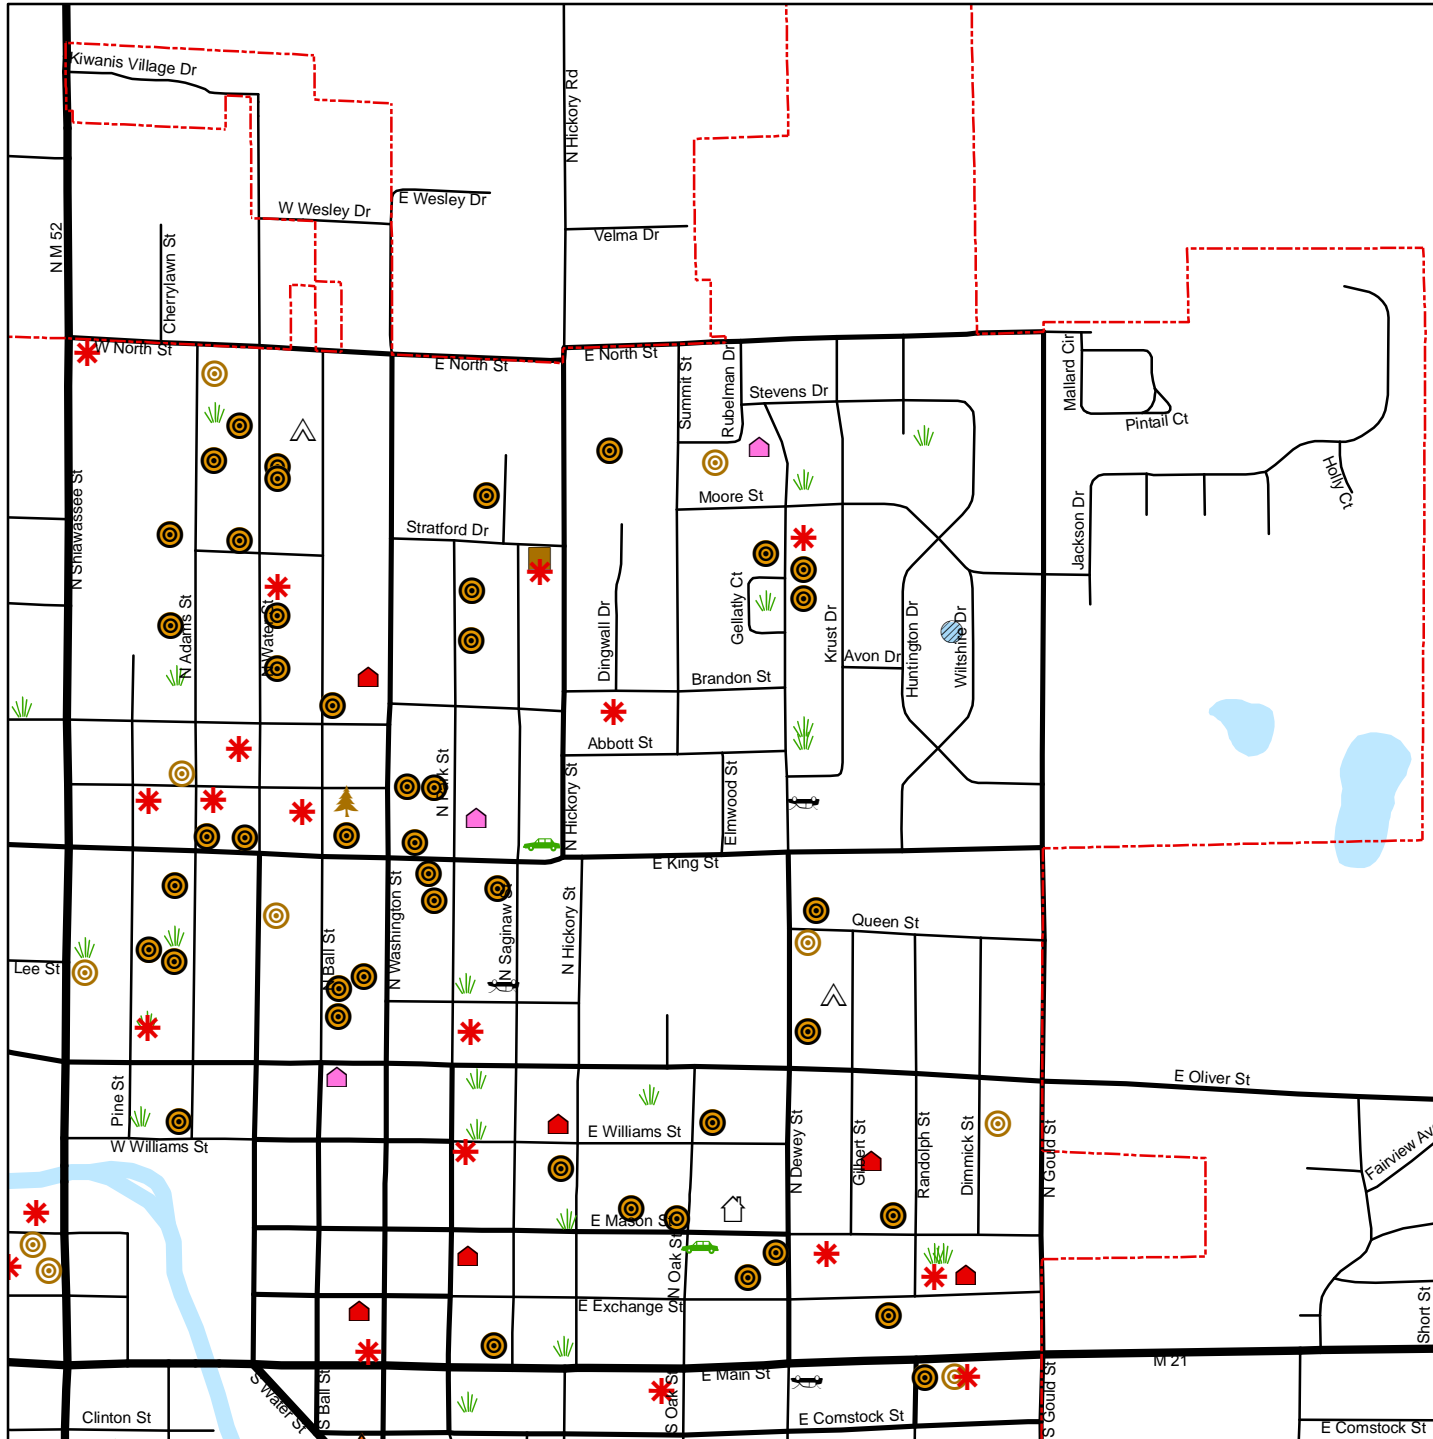 Kiwanis Village Dr
N Hickory Rd
E Wesley Dr
W Wesley Dr
Velma Dr
N M 52
Cherrylawn St
W North St
E North St
E North St
Summit St
Rubelman Dr
Stevens Dr
Mallard Cir
Pintail Ct
Holly Ct
N Shiawassee St
Moore St
Stratford Dr
Jackson Dr
Gellatly Ct
Dingwall Dr
Krust Dr
Huntington Dr
Wiltshire Dr
Avon Dr
N Adams St
N Water St
Brandon St
Abbott St
N Park St
N Hickory St
Elmwood St
E King St
N Washington St
N Saginaw St
N Hickory St
Queen St
N Ball St
Lee St
E Oliver St
Pine St
W Williams St
E Williams St
N Dewey St
Gilbert St
Randolph St
Dimmick St
N Gould St
Fairview Av
E Mason St
N Oak St
E Exchange St
Short St
M 21
E Main St
S Water St
S Ball St
S Oak St
S Gould St
Clinton St
E Comstock St
E Comstock St